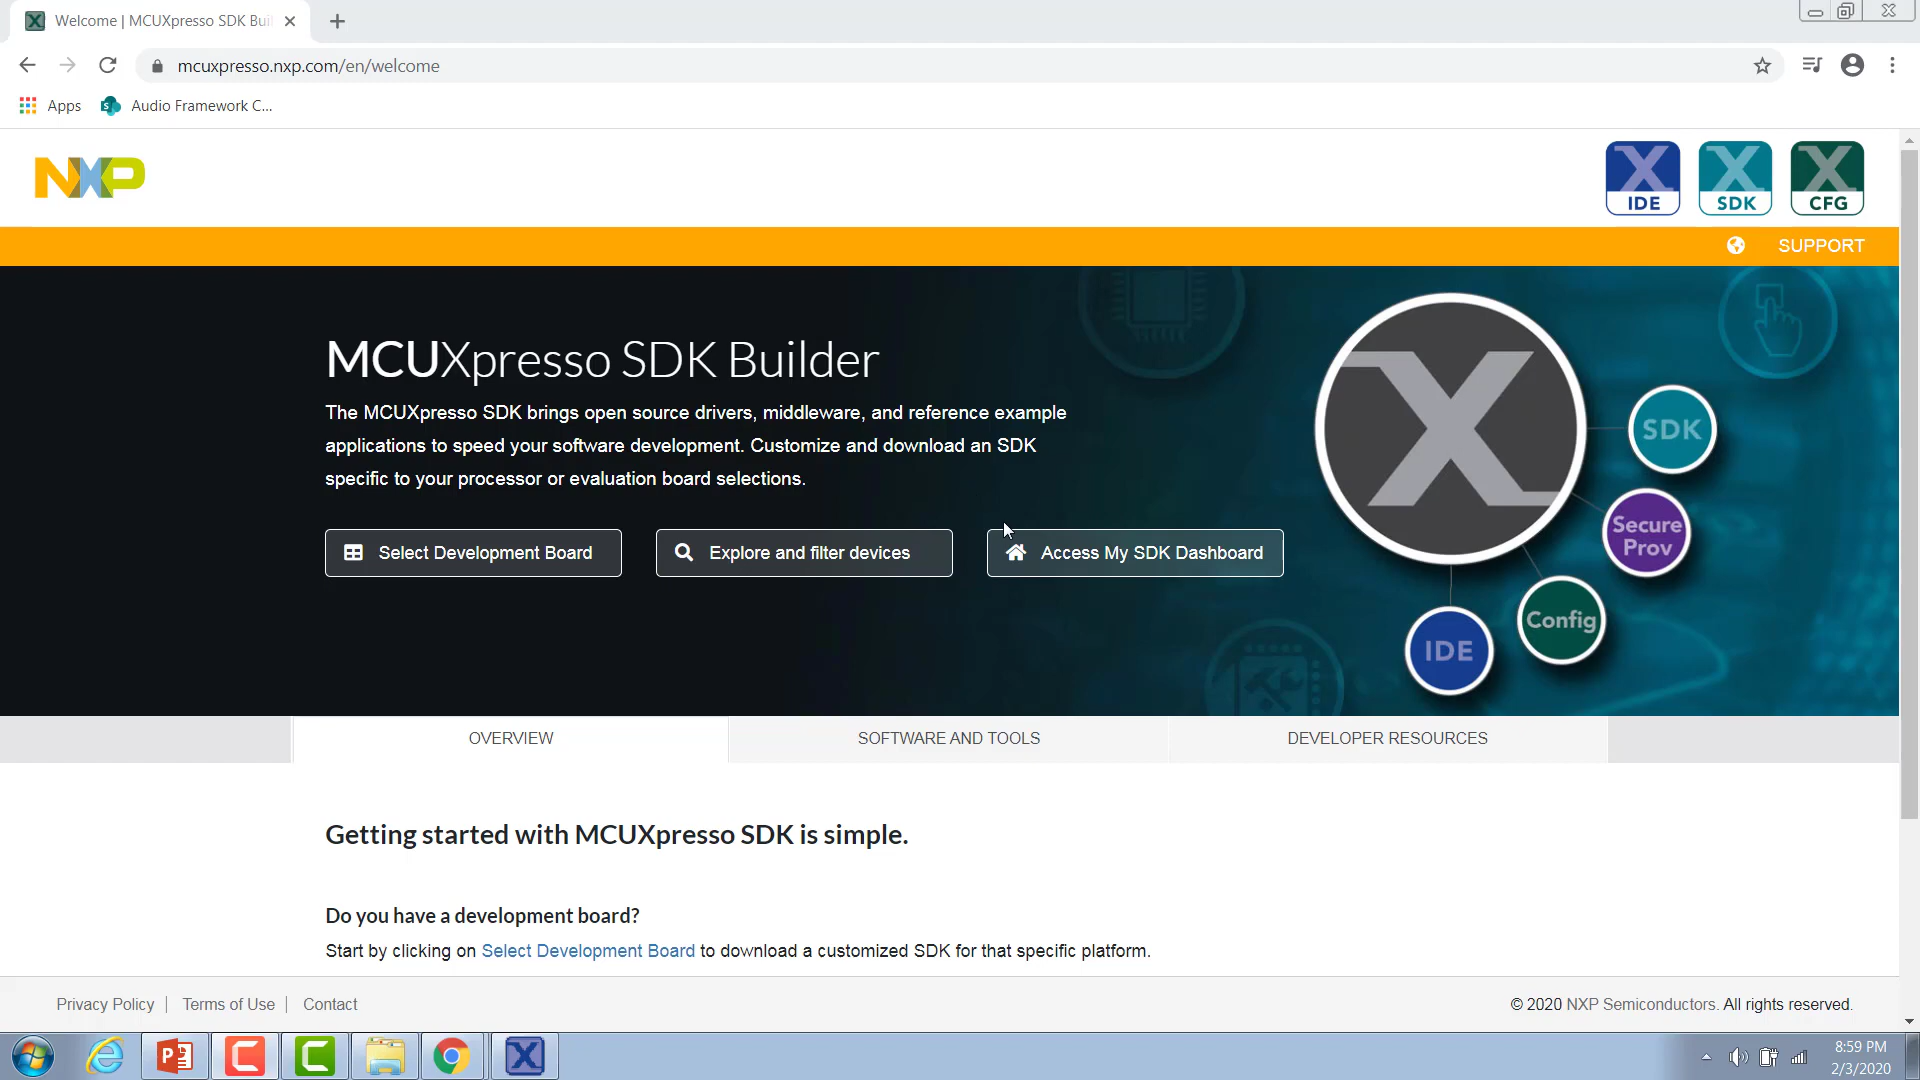 Welcome | MCUXpresso SDK Buil
mcuxpresso.nxp.com/en/welcome
Apps
Audio Framework C...
NXP
IDE
SDK
CFG
SUPPORT
MCUXpresso SDK Builder
The MCUXpresso SDK brings open source drivers, middleware, and reference example
applications to speed your software development. Customize and download an SDK
specific to your processor or evaluation board selections.
Select Development Board
Explore and filter devices
Access My SDK Dashboard
X
SDK
Secure
Prov
Config
IDE
OVERVIEW
SOFTWARE AND TOOLS
DEVELOPER RESOURCES
Getting started with MCUXpresso SDK is simple.
Do you have a development board?
Start by clicking on Select Development Board to download a customized SDK for that specific platform.
Privacy Policy | Terms of Use | Contact
© 2020 NXP Semiconductors. All rights reserved.
8:59 PM
2/3/2020